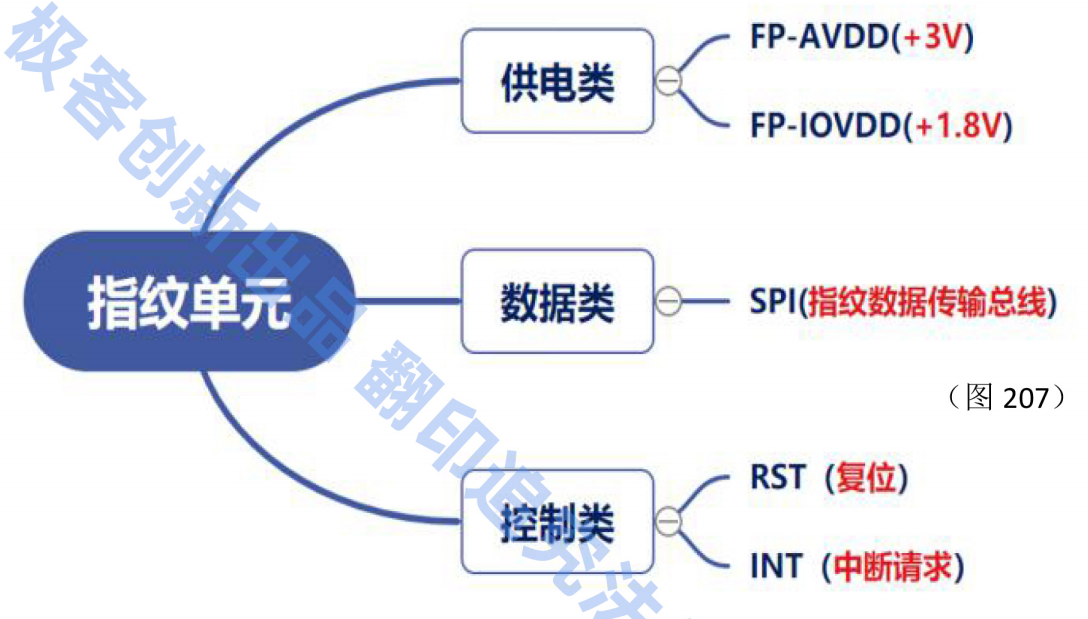 指纹单元
供电类
FP-AVDD(+3V)
FP-IOVDD(+1.8V)
数据类
SPI(指纹数据传输总线)
（图 207）
控制类
RST（复位）
INT（中断请求）
极客创新出品 翻印追究法